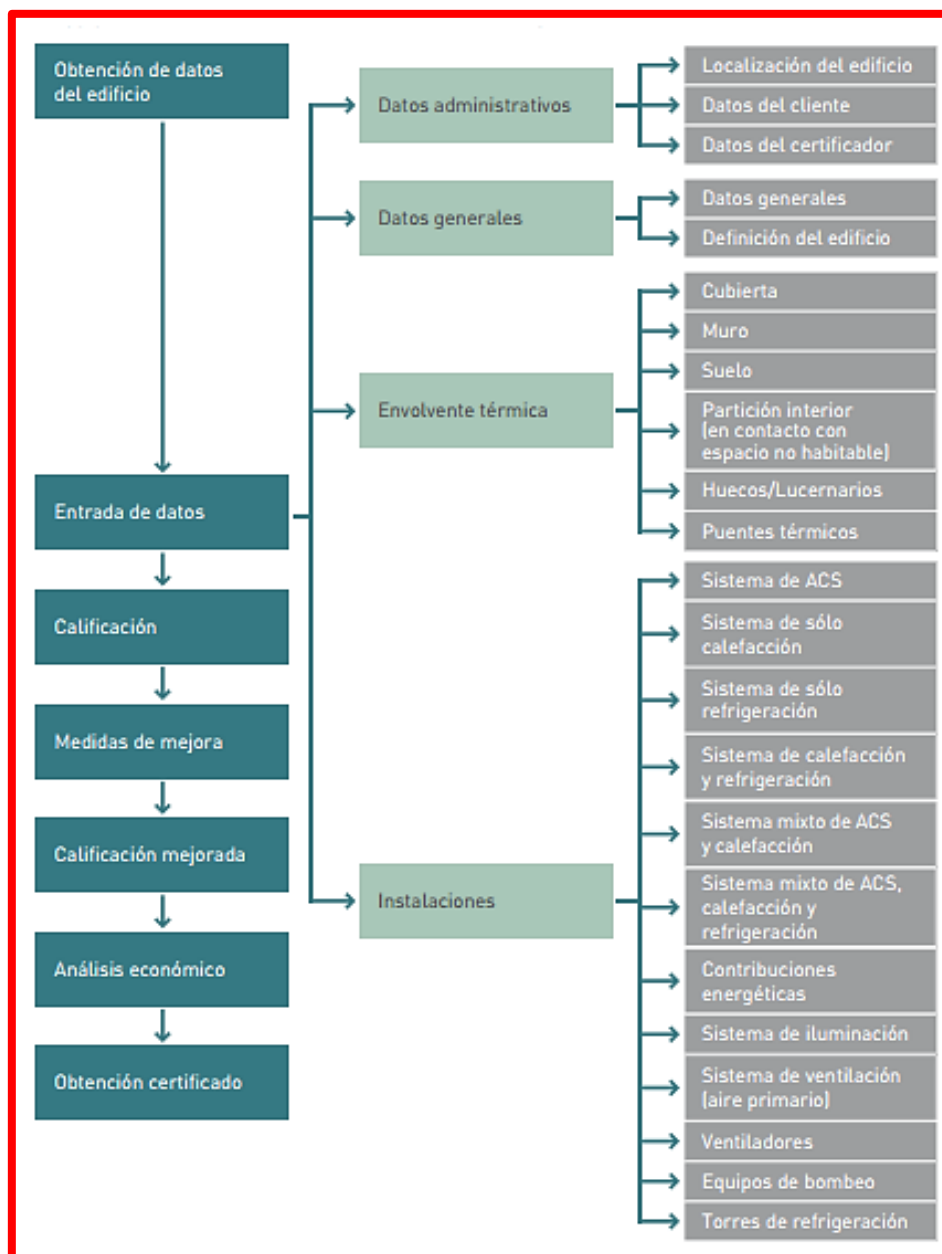 Obtención de datos
del edificio
Entrada de datos
Calificación
Medidas de mejora
Calificación mejorada
Análisis económico
Obtención certificado
Datos administrativos
Localización del edificio
Datos del cliente
Datos del certificador
Datos generales
Datos generales
Definición del edificio
Envolvente térmica
Cubierta
Muro
Suelo
Partición interior
(en contacto con
espacio no habitable)
Huecos/Lucernarios
Puentes térmicos
Instalaciones
Sistema de ACS
Sistema de sólo
calefacción
Sistema de sólo
refrigeración
Sistema de calefacción
y refrigeración
Sistema mixto de ACS
y calefacción
Sistema mixto de ACS,
calefacción y
refrigeración
Contribuciones
energéticas
Sistema de iluminación
Sistema de ventilación
(aire primario)
Ventiladores
Equipos de bombeo
Torres de refrigeración